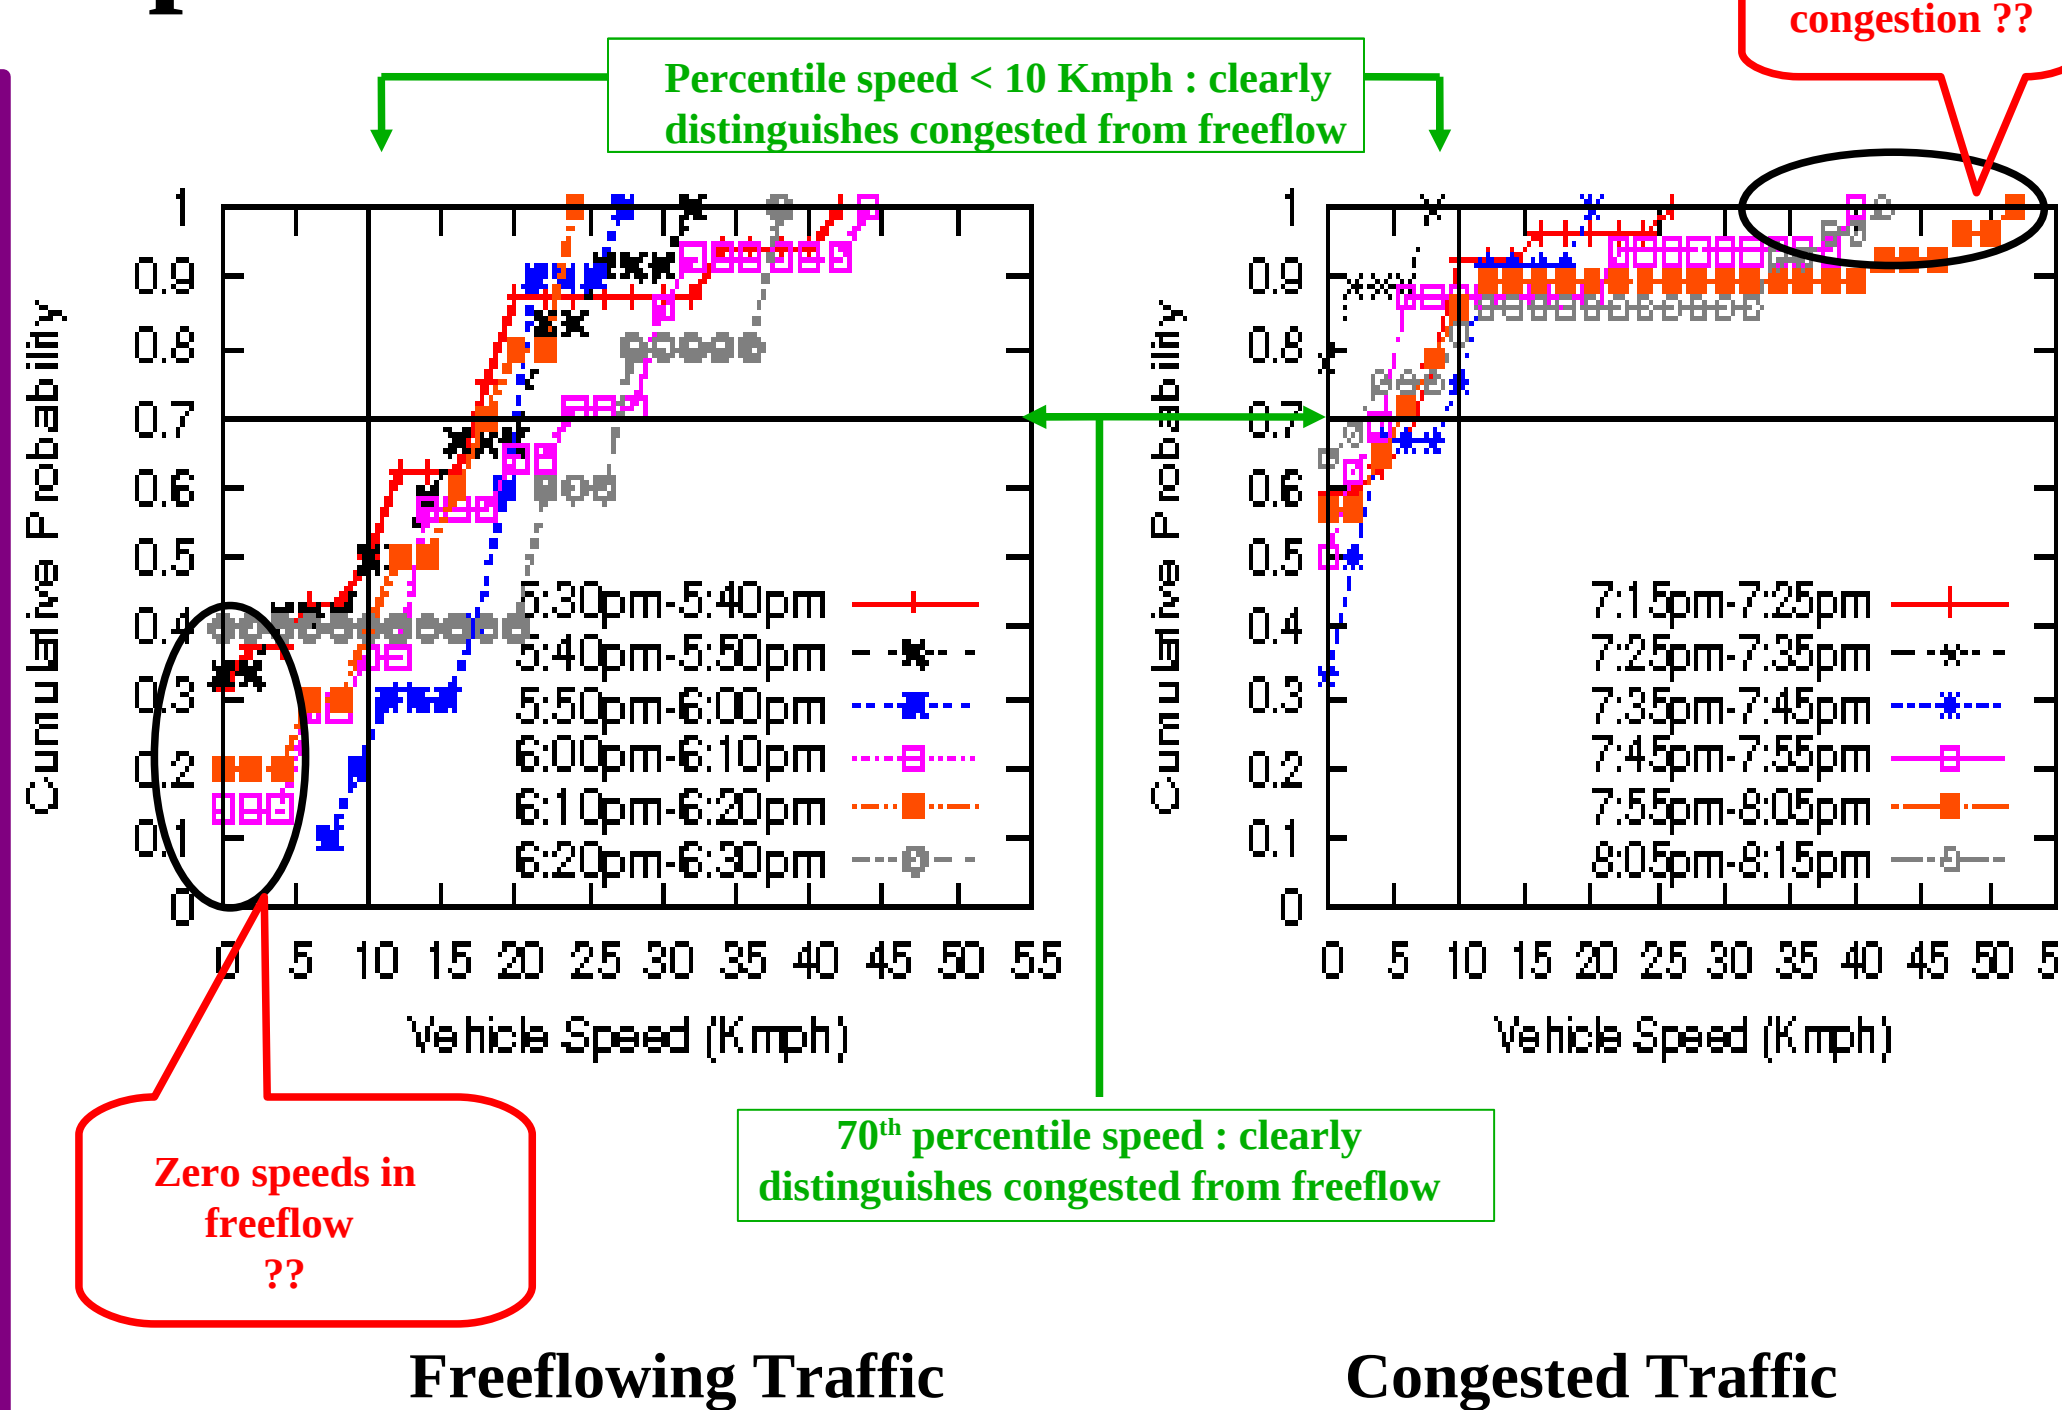 congestion ??
Percentile speed < 10 Kmph : clearly
distinguishes congested from freeflow
1
0.9
0.8
0.7
0.6
0.5
0.4
0.3
0.2
0.1
0
Cumulative Probability
5:30pm-5:40pm
5:40pm-5:50pm
5:50pm-6:00pm
6:00pm-6:10pm
6:10pm-6:20pm
6:20pm-6:30pm
0 5 10 15 20 25 30 35 40 45 50 55
Vehicle Speed (Kmph)
1
0.9
0.8
0.7
0.6
0.5
0.4
0.3
0.2
0.1
0
Cumulative Probability
7:15pm-7:25pm
7:25pm-7:35pm
7:35pm-7:45pm
7:45pm-7:55pm
7:55pm-8:05pm
8:05pm-8:15pm
0 5 10 15 20 25 30 35 40 45 50 5
Vehicle Speed (Kmph)
70th percentile speed : clearly
distinguishes congested from freeflow
Zero speeds in
freeflow
??
Freeflowing Traffic
Congested Traffic